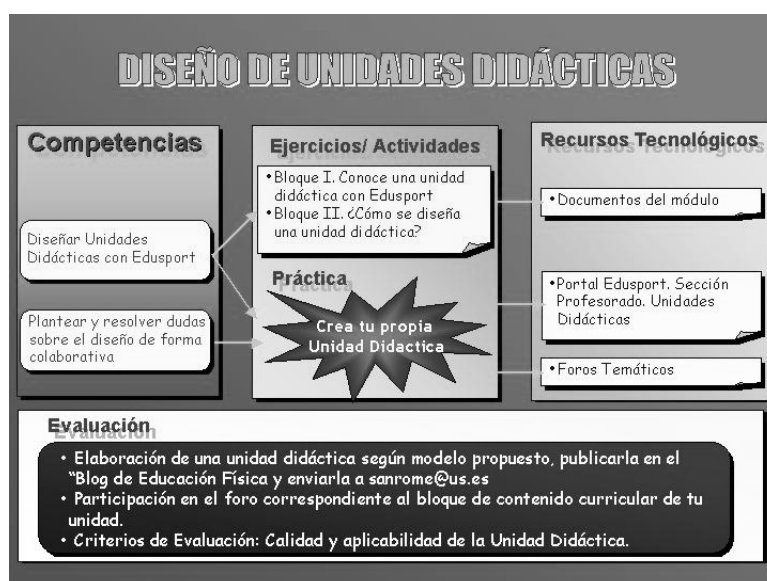 DISEÑO DE UNIDADES DIDÁCTICAS
Competencias
Diseñar Unidades
Didácticas con Edusport
Plantear y resolver dudas
sobre el diseño de forma
colaborativa
Ejercicios/ Actividades
•Bloque I. Conoce una unidad
didáctica con Edusport
•Bloque II. ¿Cómo se diseña
una unidad didáctica?
Práctica
Crea tu propia
Unidad Didactica
Recursos Tecnológicos
•Documentos del módulo
•Portal Edusport. Sección
Profesorado. Unidades
Didácticas
•Foros Temáticos
Evaluación
• Elaboración de una unidad didáctica según modelo propuesto, publicarla en el
"Blog de Educación Física y enviarla a sanrome@us.es
• Participación en el foro correspondiente al bloque de contenido curricular de tu
unidad.
• Criterios de Evaluación: Calidad y aplicabilidad de la Unidad Didáctica.